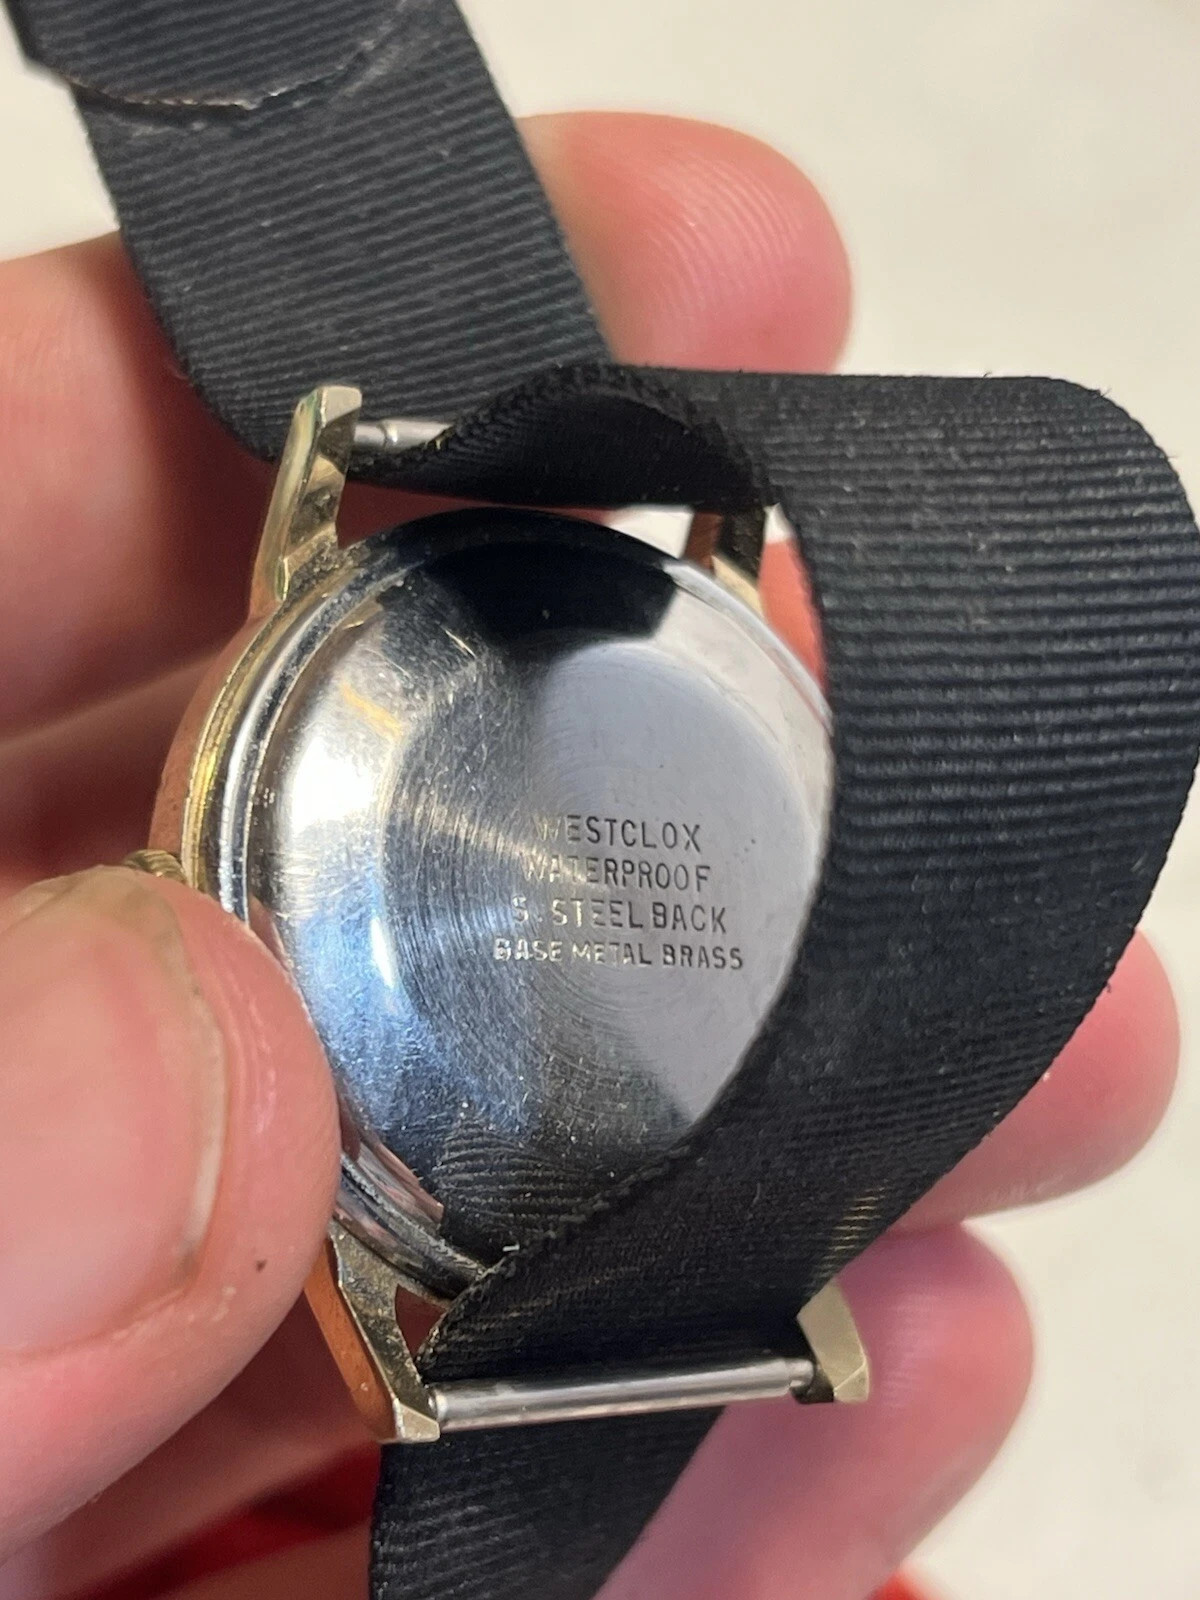 WESTCLOX
WATERPROOF
S. STEEL BACK
BASE METAL BRASS